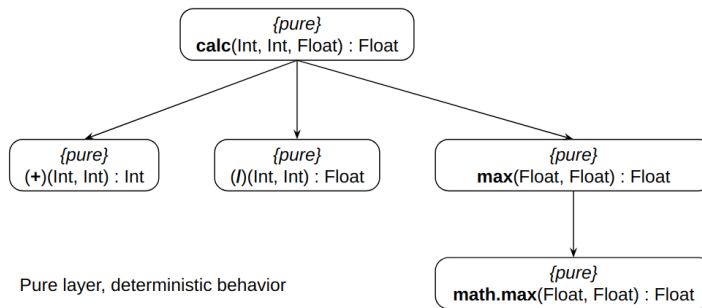 {pure}
calc(Int, Int, Float) : Float
{pure}
(+)(Int, Int) : Int
{pure}
(/)(Int, Int) : Float
{pure}
max(Float, Float) : Float
{pure}
math.max(Float, Float) : Float
Pure layer, deterministic behavior